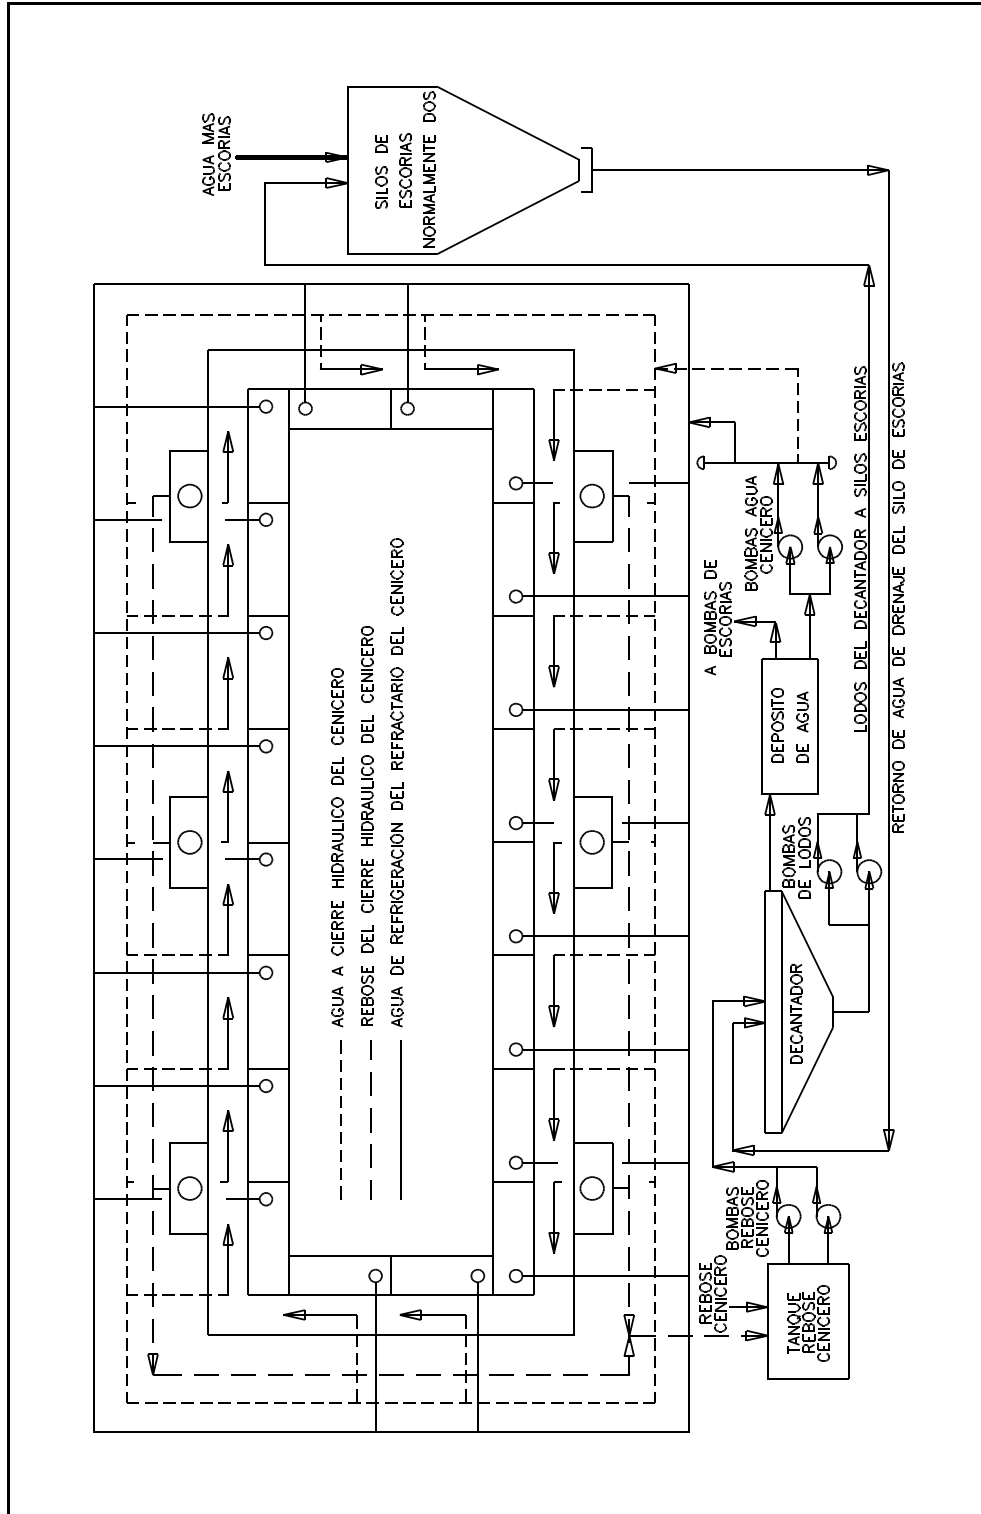 AGUA MAS
ESCORIAS
SILOS DE
ESCORIAS
NORMALMENTE DOS
AGUA A CIERRE HIDRAULICO DEL CENICERO
REBOSE DEL CIERRE HIDRAULICO DEL CENICERO
AGUA DE REFRIGERACION DEL REFRACTARIO DEL CENICERO
A BOMBAS DE
ESCORIAS
BOMBAS AGUA
CENICERO
DEPOSITO
DE AGUA
LODOS DEL DECANTADOR A SILOS ESCORIAS
RETORNO DE AGUA DE DRENAJE DEL SILO DE ESCORIAS
BOMBAS
DE LODOS
DECANTADOR
REBOSE
CENICERO
BOMBAS
REBOSE
CENICERO
TANQUE
REBOSE
CENICERO